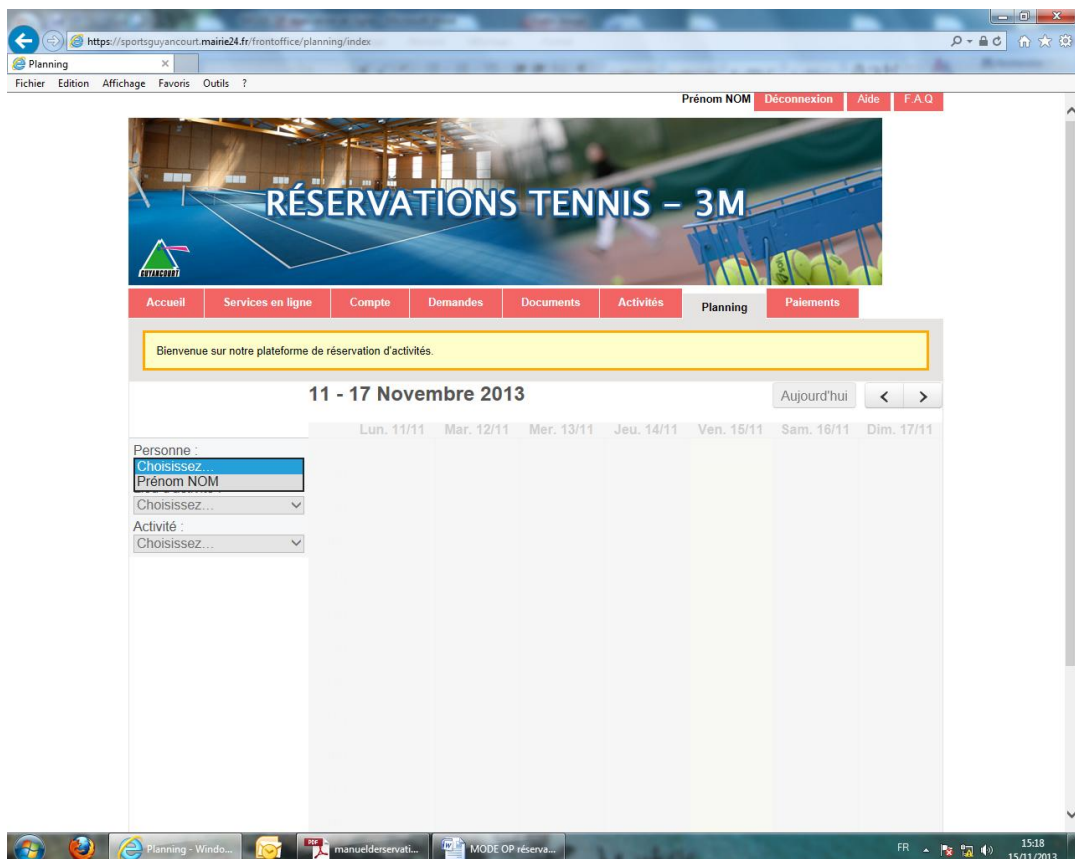 https://sportsguyancourt.mairie24.fr/frontoffice/planning/index
Planning
Fichier Edition Affichage Favoris Outils ?
Prénom NOM Déconnexion Aide F.A.Q
RÉSERVATIONS TENNIS – 3M
GUYANCOURT
Accueil Services en ligne Compte Demandes Documents Activités Planning Paiements
Bienvenue sur notre plateforme de réservation d'activités.
11 - 17 Novembre 2013 Aujourd'hui
Lun. 11/11 Mar. 12/11 Mer. 13/11 Jeu. 14/11 Ven. 15/11 Sam. 16/11 Dim. 17/11
Personne :
Choisissez...
Prénom NOM
Choisissez...
Activité :
Choisissez...
Planning - Windo... manuelderservati... MODE OP réserva... FR 15:18
15/11/2013